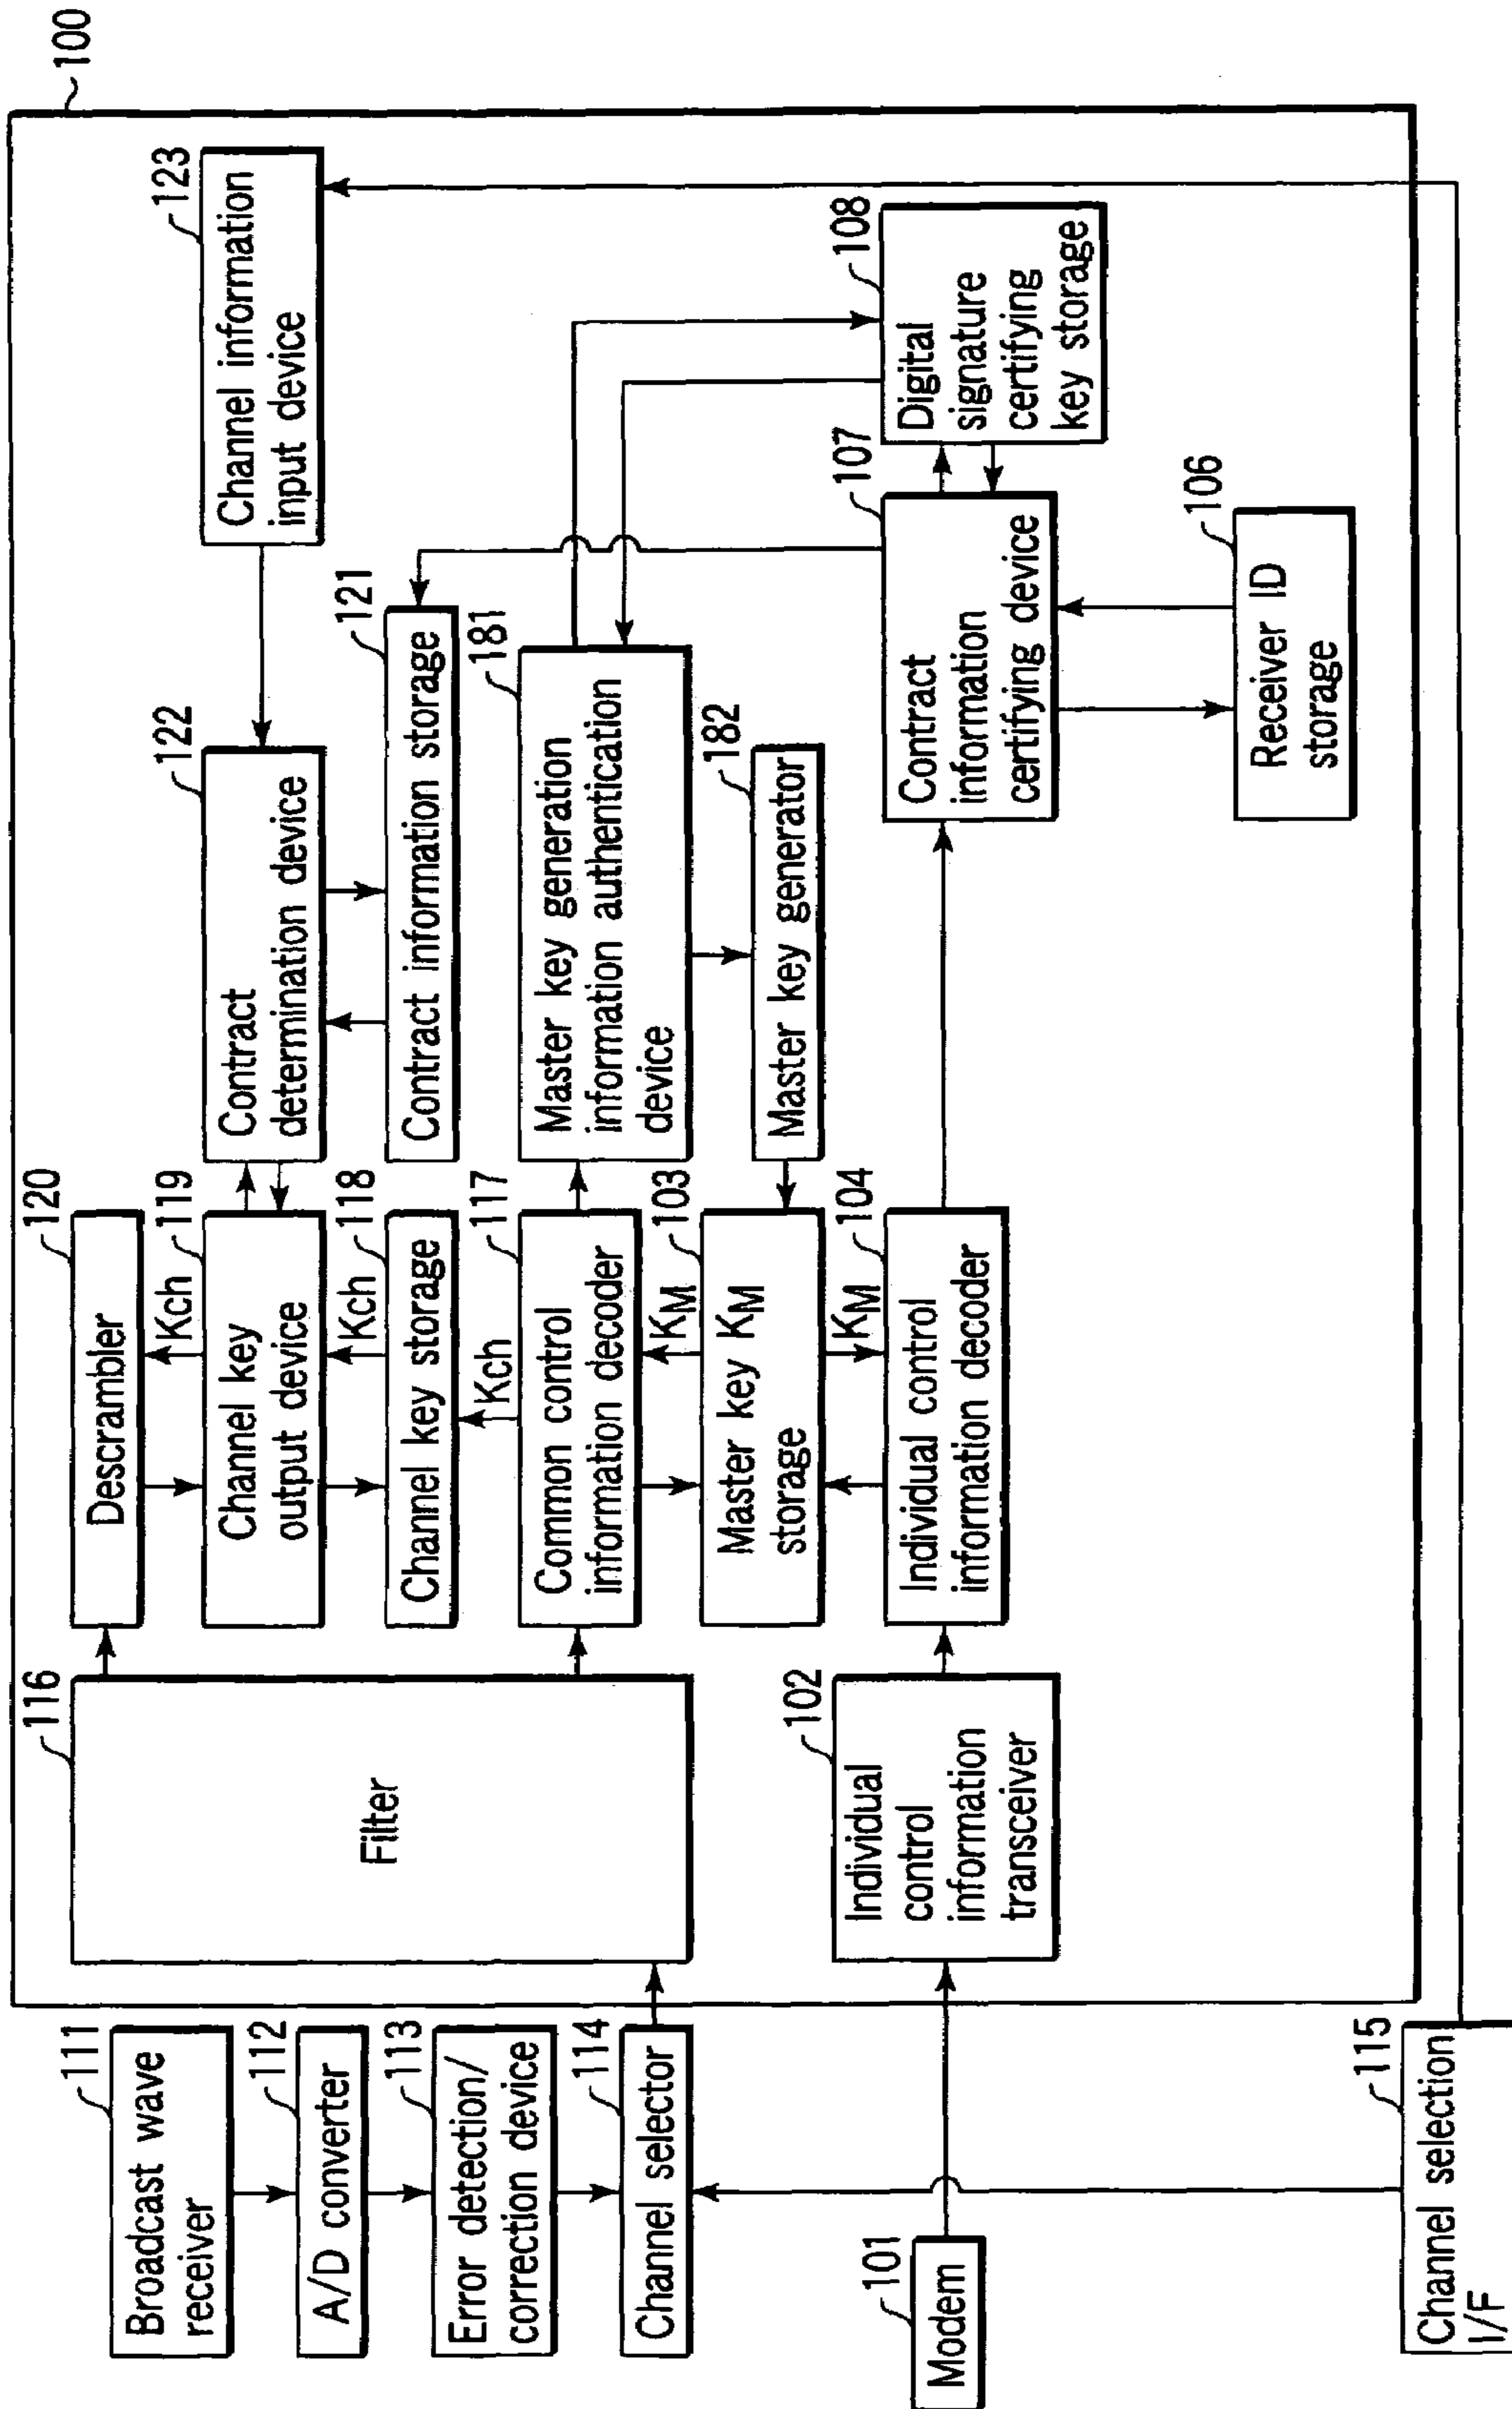 100
111
Broadcast wave
receiver
112
A/D converter
113
Error detection/
correction device
114
Channel selector
101
Modem
115
Channel selection
I/F
116
Filter
102
Individual
control
information
transceiver
120
Descrambler
Kch
119
Channel key
output device
Kch
118
Channel key storage
Kch
117
Common control
information decoder
KM
103
Master key KM
storage
KM
104
Individual control
information decoder
122
Contract
determination device
121
Contract information storage
181
Master key generation
information authentication
device
182
Master key generator
107
Contract
information
certifying device
106
Receiver ID
storage
123
Channel information
input device
108
Digital
signature
certifying
key storage